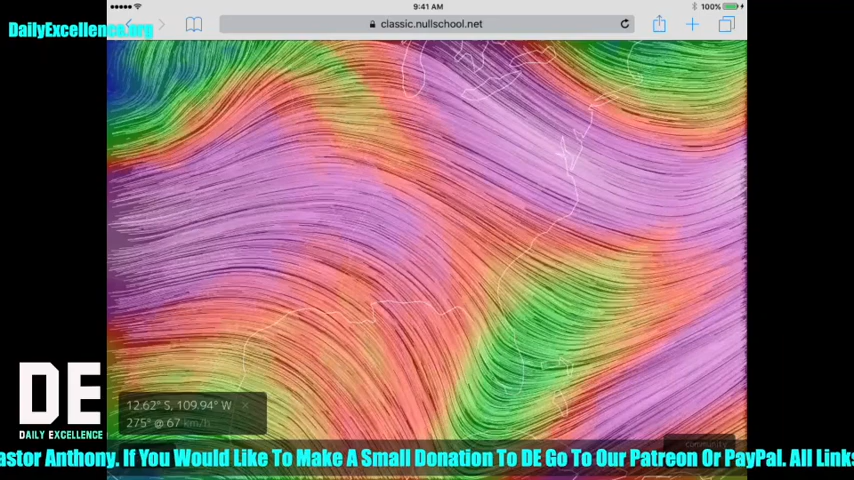 9:41 AM
100%
DailyExcellence.org
classic.nullschool.net
12.62° S, 109.94° W ×
275° @ 67 km/h
community
DE
DAILY EXCELLENCE
astor Anthony. If You Would Like To Make A Small Donation To DE Go To Our Patreon Or PayPal. All Links